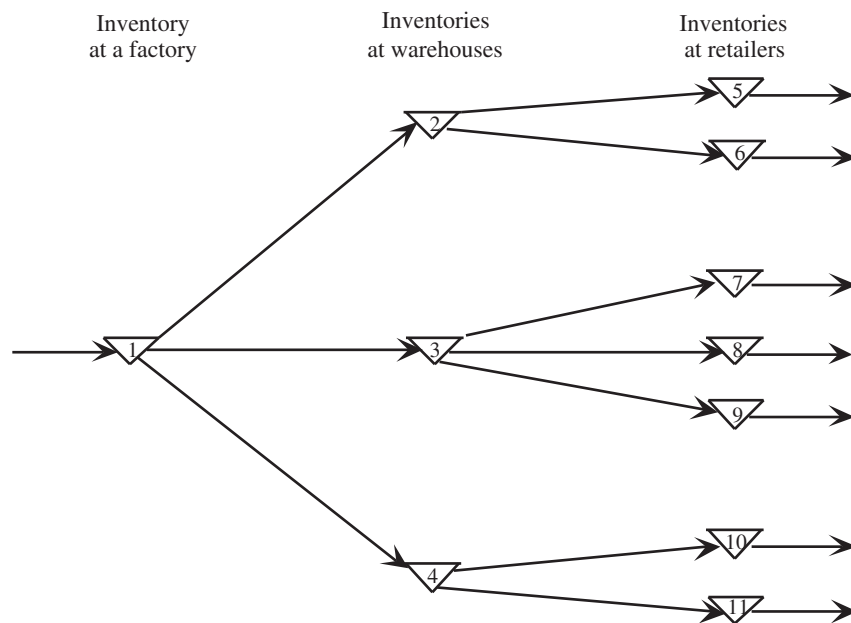 Inventory
at a factory
Inventories
at warehouses
Inventories
at retailers
5
2
6
7
1
3
8
9
10
4
11